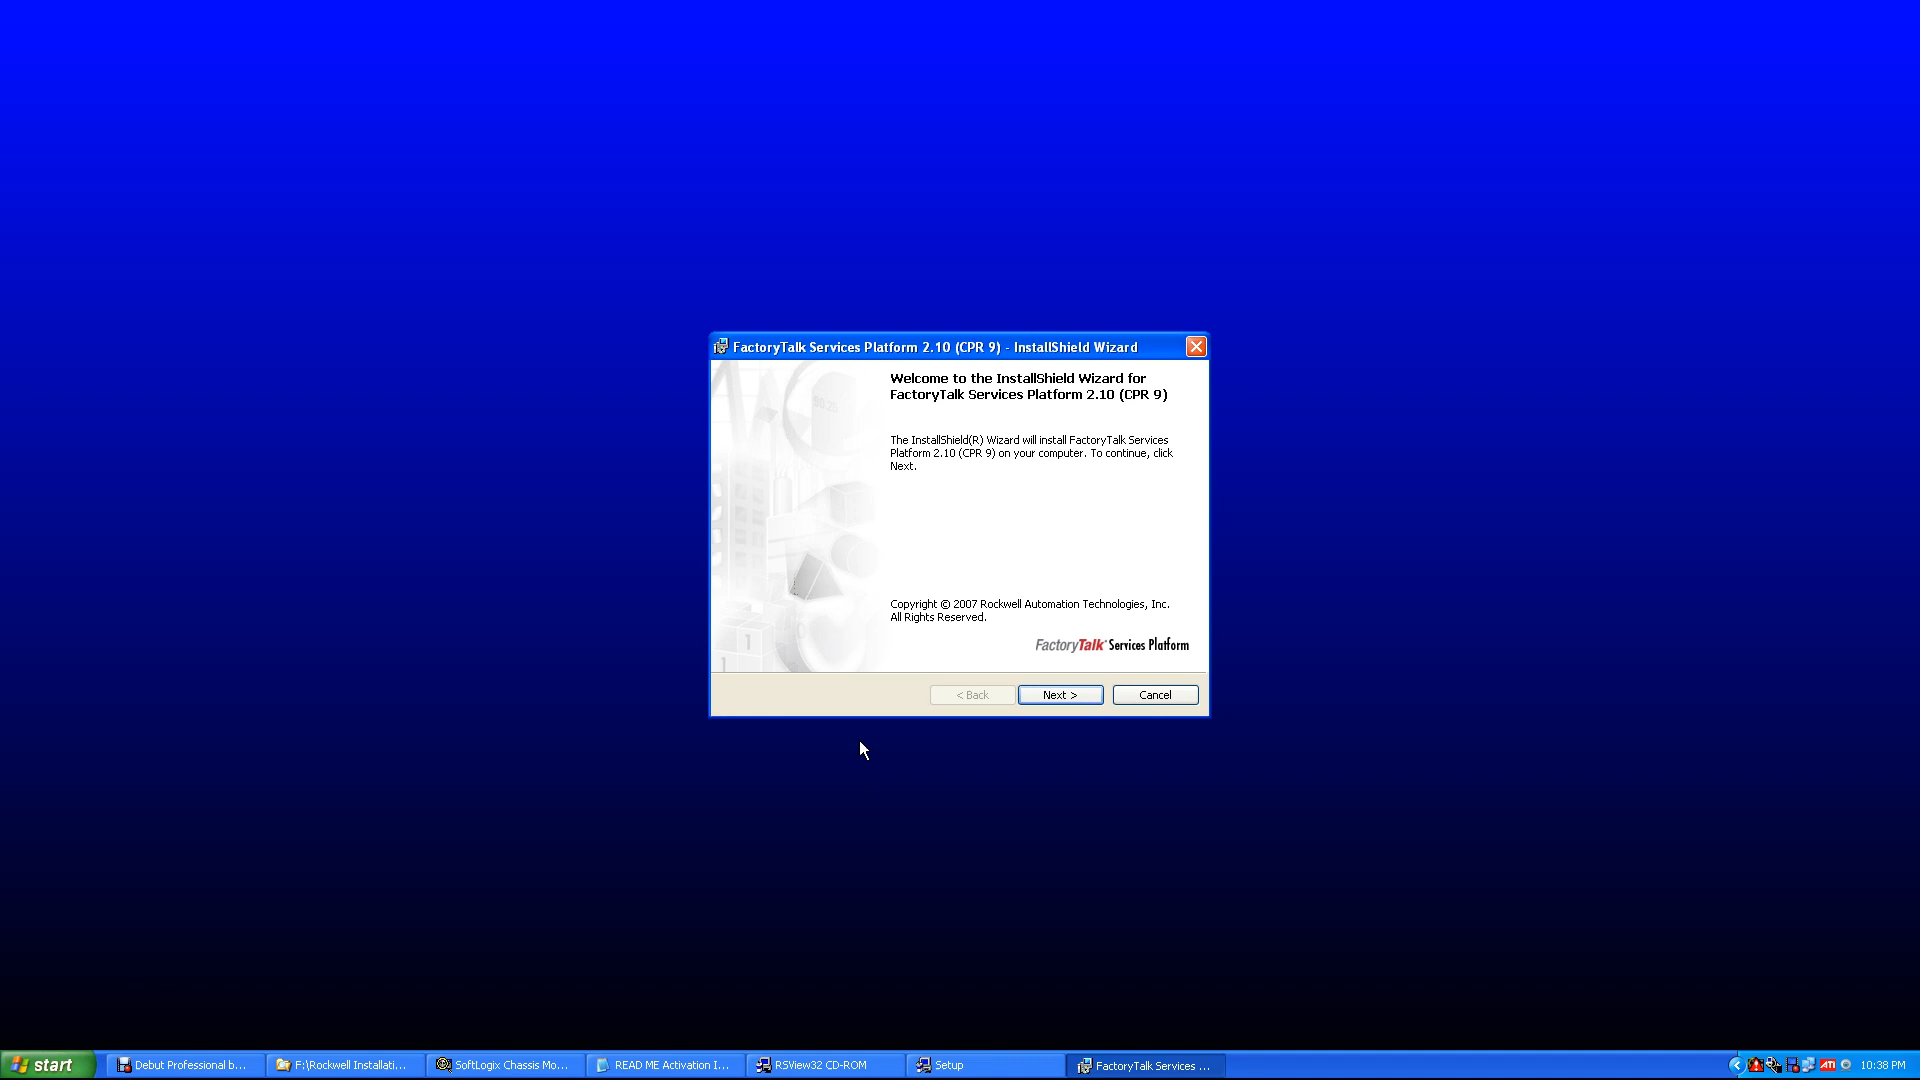 FactoryTalk Services Platform 2.10 (CPR 9) - InstallShield Wizard
Welcome to the InstallShield Wizard for
FactoryTalk Services Platform 2.10 (CPR 9)
The InstallShield(R) Wizard will install FactoryTalk Services
Platform 2.10 (CPR 9) on your computer. To continue, click
Next.
Copyright © 2007 Rockwell Automation Technologies, Inc.
All Rights Reserved.
FactoryTalk Services Platform
< Back
Next >
Cancel
start
Debut Professional b...
F:\Rockwell Installati...
SoftLogix Chassis Mo...
READ ME Activation I...
RSView32 CD-ROM
Setup
FactoryTalk Services ...
ATI
10:38 PM